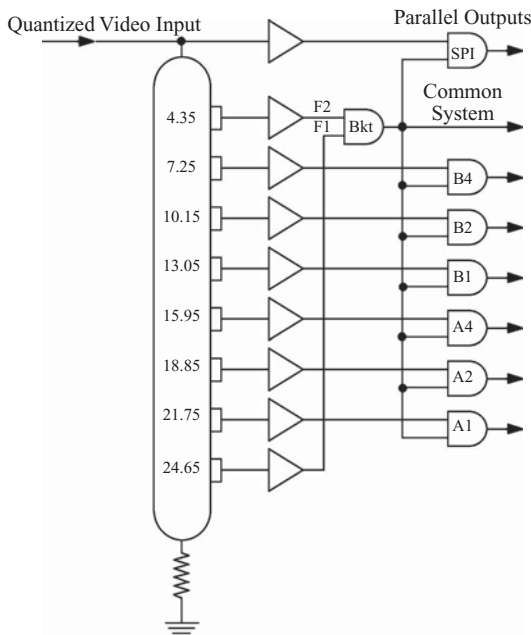 Quantized Video Input
Parallel Outputs
SPI
4.35
F2
F1
Bkt
Common
System
7.25
B4
10.15
B2
13.05
B1
15.95
A4
18.85
A2
21.75
A1
24.65